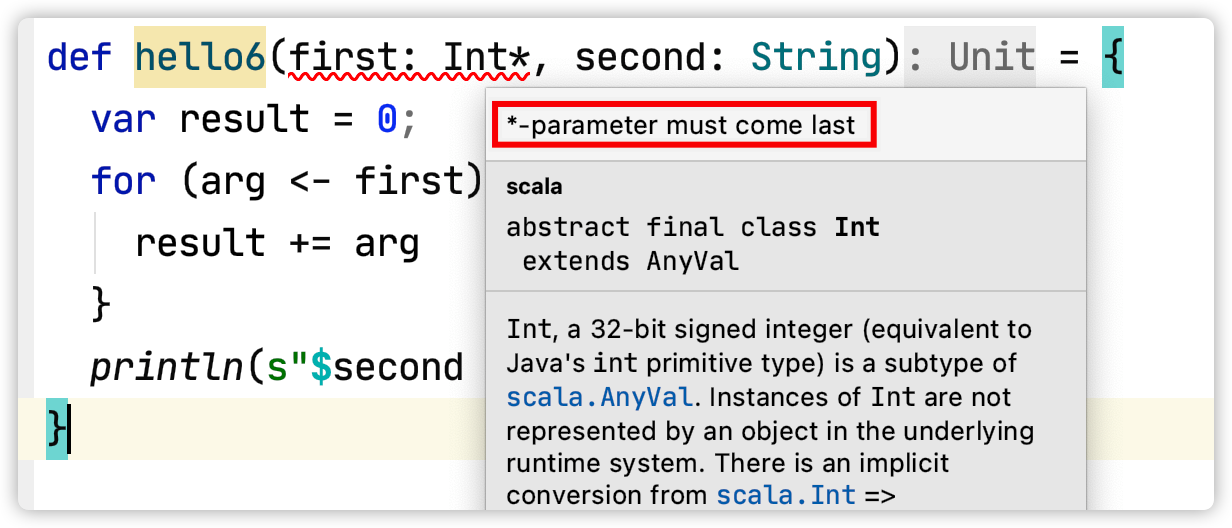 def hello6(first: Int*, second: String): Unit = {
var result = 0;
for (arg <- first)
result += arg
}
println(s"$second
}
*-parameter must come last
scala
abstract final class Int
extends AnyVal
Int, a 32-bit signed integer (equivalent to
Java's int primitive type) is a subtype of
scala.AnyVal. Instances of Int are not
represented by an object in the underlying
runtime system. There is an implicit
conversion from scala.Int =>